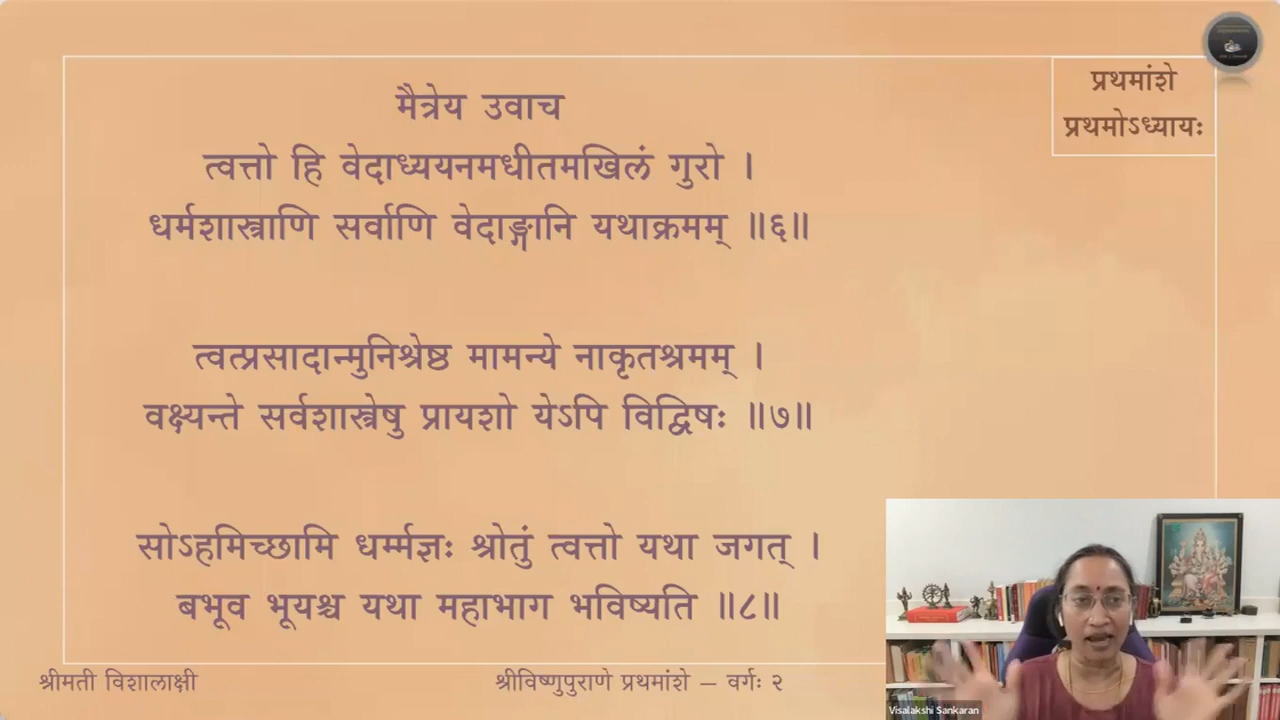 प्रथमांशे
प्रथमोऽध्यायः
मैत्रेय उवाच
त्वत्तो हि वेदाध्ययनमधीतमखिलं गुरो ।
धर्मशास्त्राणि सर्वाणि वेदाङ्गानि यथाक्रमम् ॥६॥
त्वत्प्रसादान्मुनिश्रेष्ठ मामन्ये नाकृतश्रमम् ।
वक्ष्यन्ते सर्वशास्त्रेषु प्रायशो येऽपि विद्विषः ॥७॥
सोऽहमिच्छामि धर्म्मज्ञः श्रोतुं त्वत्तो यथा जगत् ।
बभूव भूयश्च यथा महाभाग भविष्यति ॥८॥
श्रीमती विशालाक्षी
श्रीविष्णुपुराणे प्रथमांशे – वर्गः २
Visalakshi Sankaran